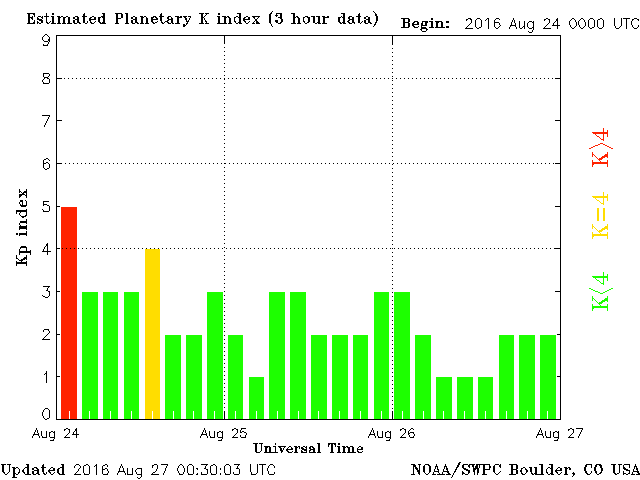 Estimated Planetary K index (3 hour data) Begin: 2016 Aug 24 0000 UTC
9
8
7
6
5
4
3
2
1
0
Kp index
K>4
K=4
K<4
Aug 24 Aug 25 Aug 26 Aug 27
Universal Time
Updated 2016 Aug 27 00:30:03 UTC NOAA/SWPC Boulder, CO USA